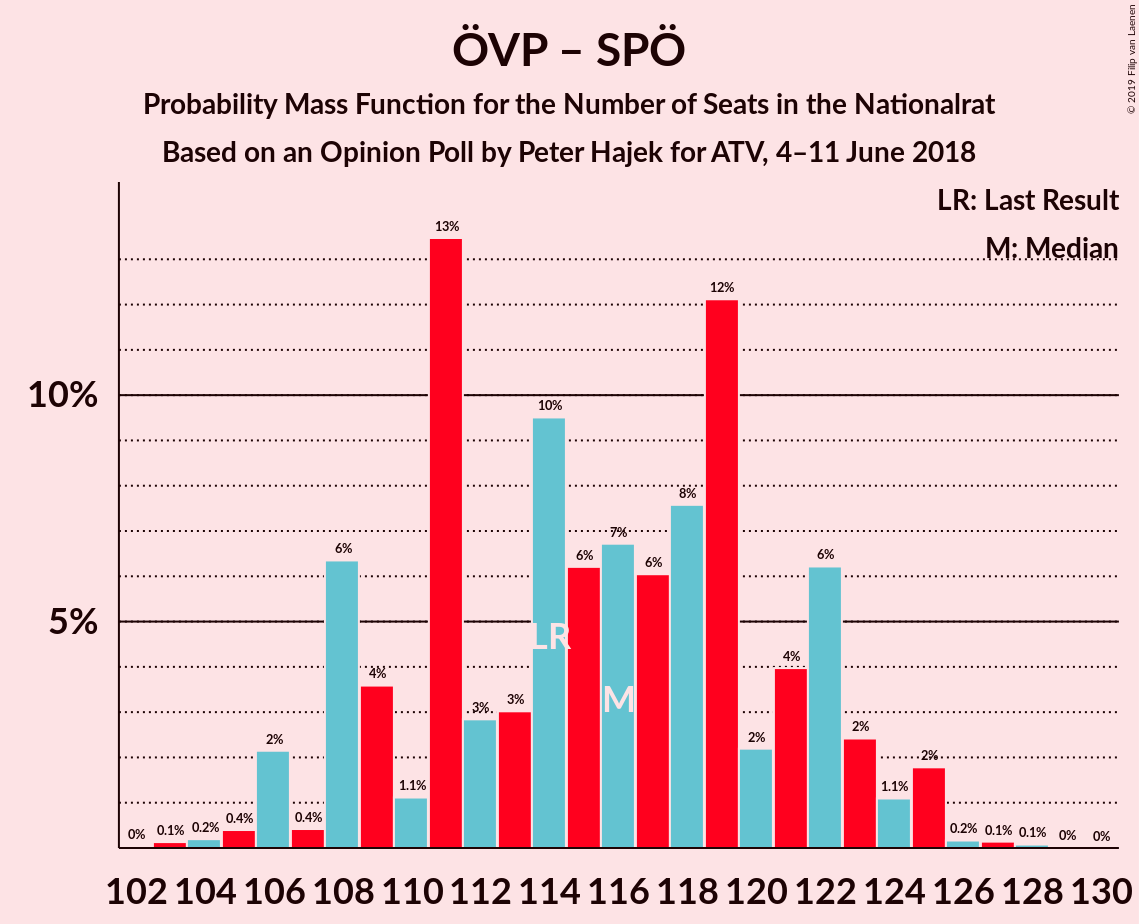 ÖVP – SPÖ
Probability Mass Function for the Number of Seats in the Nationalrat
Based on an Opinion Poll by Peter Hajek for ATV, 4–11 June 2018
© 2019 Filip van Laenen
LR: Last Result
M: Median
10%
5%
0% 0.1% 0.2% 0.4% 2% 0.4% 6% 4% 1.1% 13% 3% 3% 10% 6% 7% 6% 8% 12% 2% 4% 6% 2% 1.1% 2% 0.2% 0.1% 0.1% 0% 0%
LR
M
102 104 106 108 110 112 114 116 118 120 122 124 126 128 130